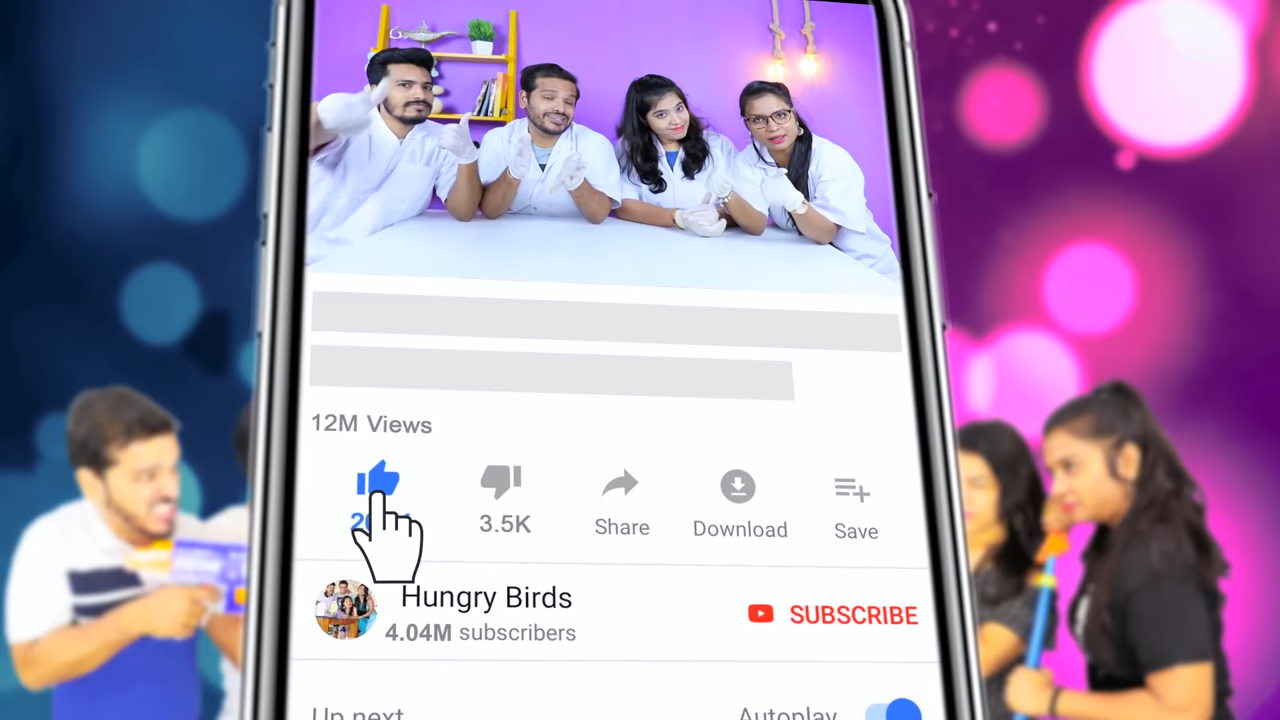 12M Views
3.5K
Share
Download
Save
Hungry Birds
4.04M subscribers
SUBSCRIBE
Up next
Autoplay